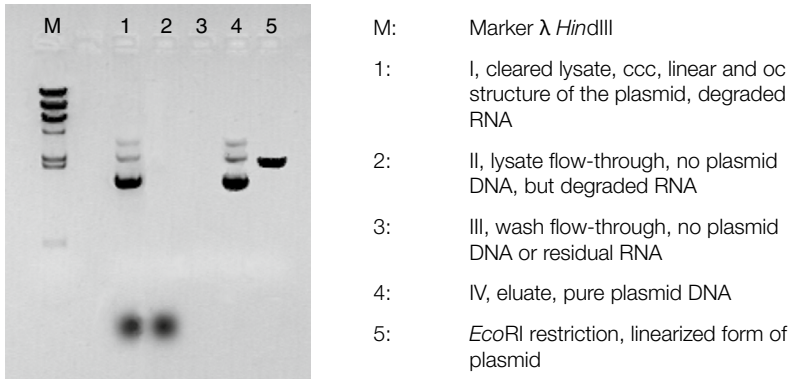 M 1 2 3 4 5
M: Marker λ HindIII
1: I, cleared lysate, ccc, linear and oc
structure of the plasmid, degraded
RNA
2: II, lysate flow-through, no plasmid
DNA, but degraded RNA
3: III, wash flow-through, no plasmid
DNA or residual RNA
4: IV, eluate, pure plasmid DNA
5: EcoRI restriction, linearized form of
plasmid